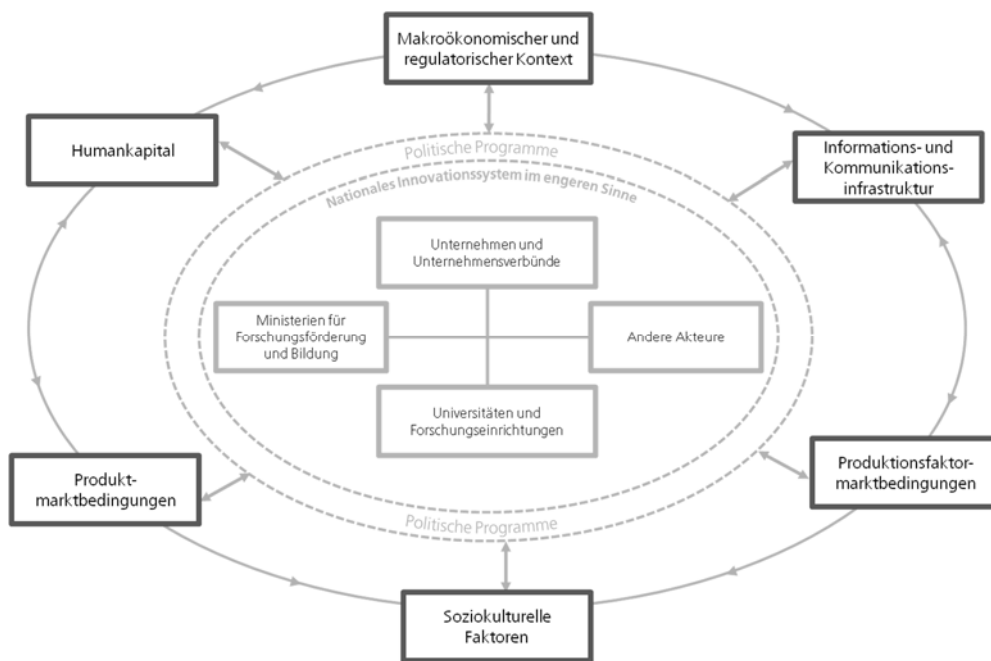 Makroökonomischer und
regulatorischer Kontext
Humankapital
Informations- und
Kommunikations-
infrastruktur
Politische Programme
Nationales Innovationssystem im engeren Sinne
Unternehmen und
Unternehmensverbünde
Ministerien für
Forschungsförderung
und Bildung
Andere Akteure
Universitäten und
Forschungseinrichtungen
Produkt-
marktbedingungen
Produktionsfaktor-
marktbedingungen
Politische Programme
Soziokulturelle
Faktoren